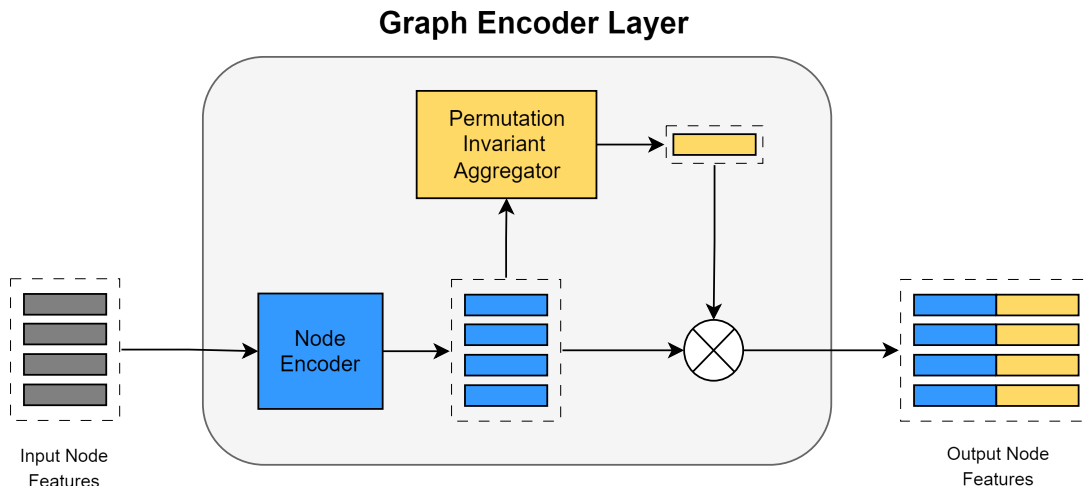 Graph Encoder Layer
Permutation
Invariant
Aggregator
Node
Encoder
Input Node
Features
Output Node
Features